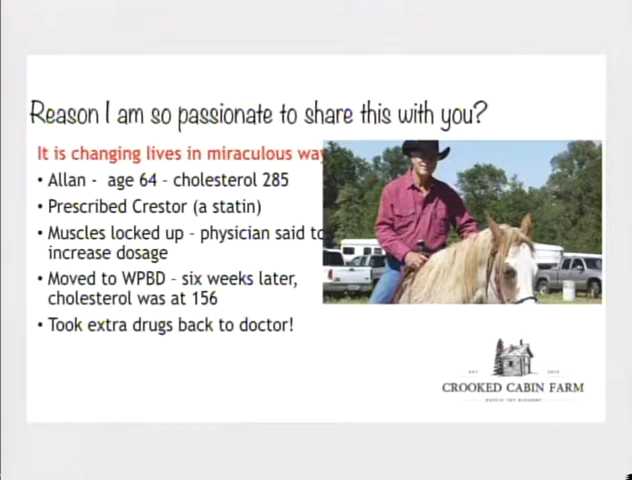 Reason I am so passionate to share this with you?
It is changing lives in miraculous way
• Allan - age 64 - cholesterol 285
• Prescribed Crestor (a statin)
• Muscles locked up - physician said to
increase dosage
• Moved to WPBD - six weeks later,
cholesterol was at 156
• Took extra drugs back to doctor!
CROOKED CABIN FARM